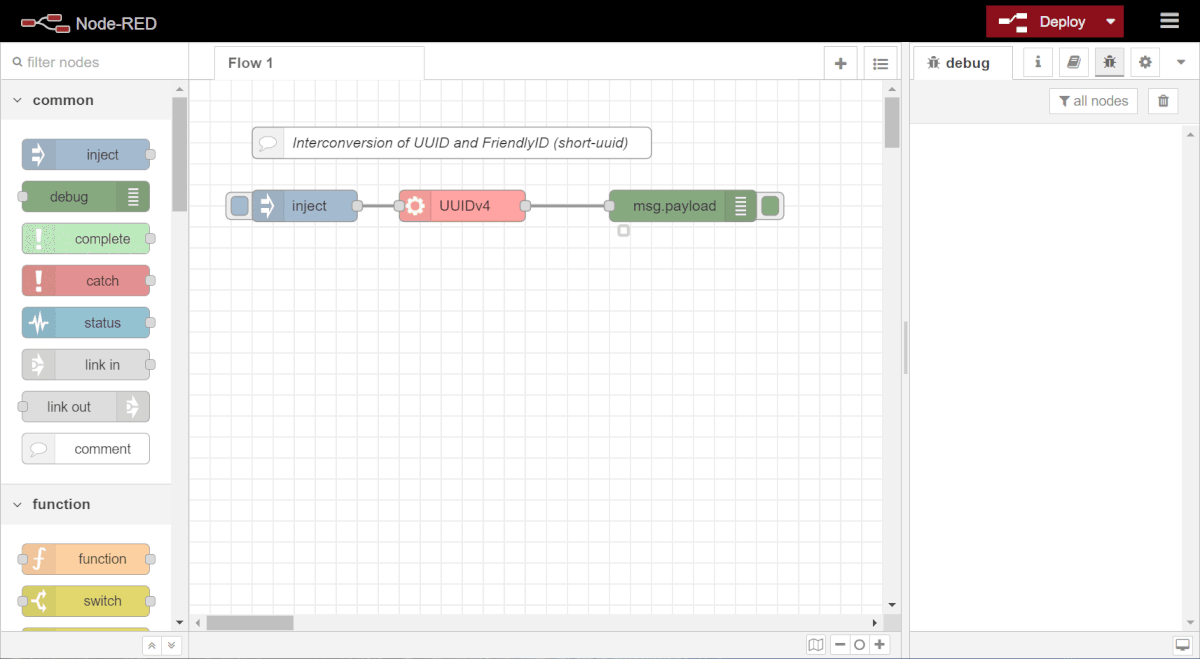 Node-RED
Deploy
filter nodes
Flow 1
debug
i
all nodes
common
inject
debug
complete
catch
status
link in
link out
comment
function
function
switch
Interconversion of UUID and FriendlyID (short-uuid)
inject
UUIDv4
msg.payload